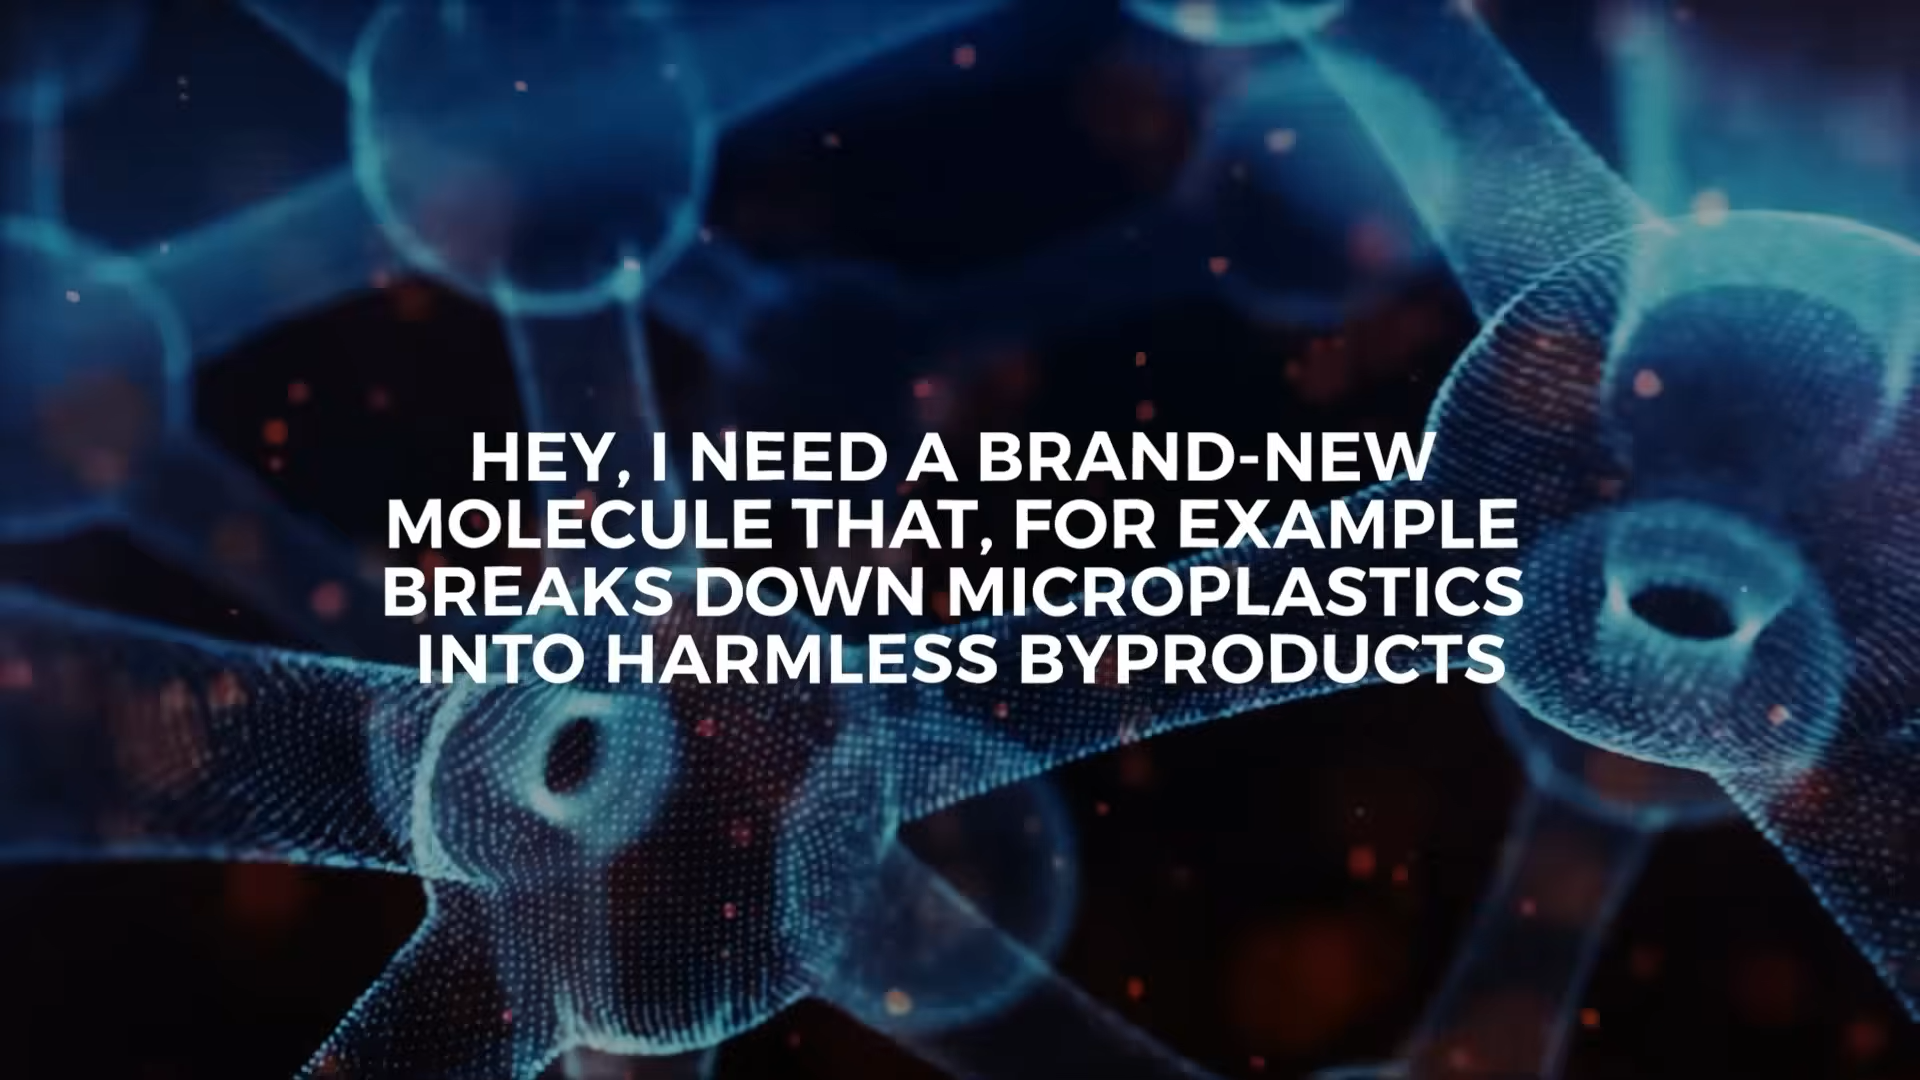 HEY, I NEED A BRAND-NEW
MOLECULE THAT, FOR EXAMPLE
BREAKS DOWN MICROPLASTICS
INTO HARMLESS BYPRODUCTS